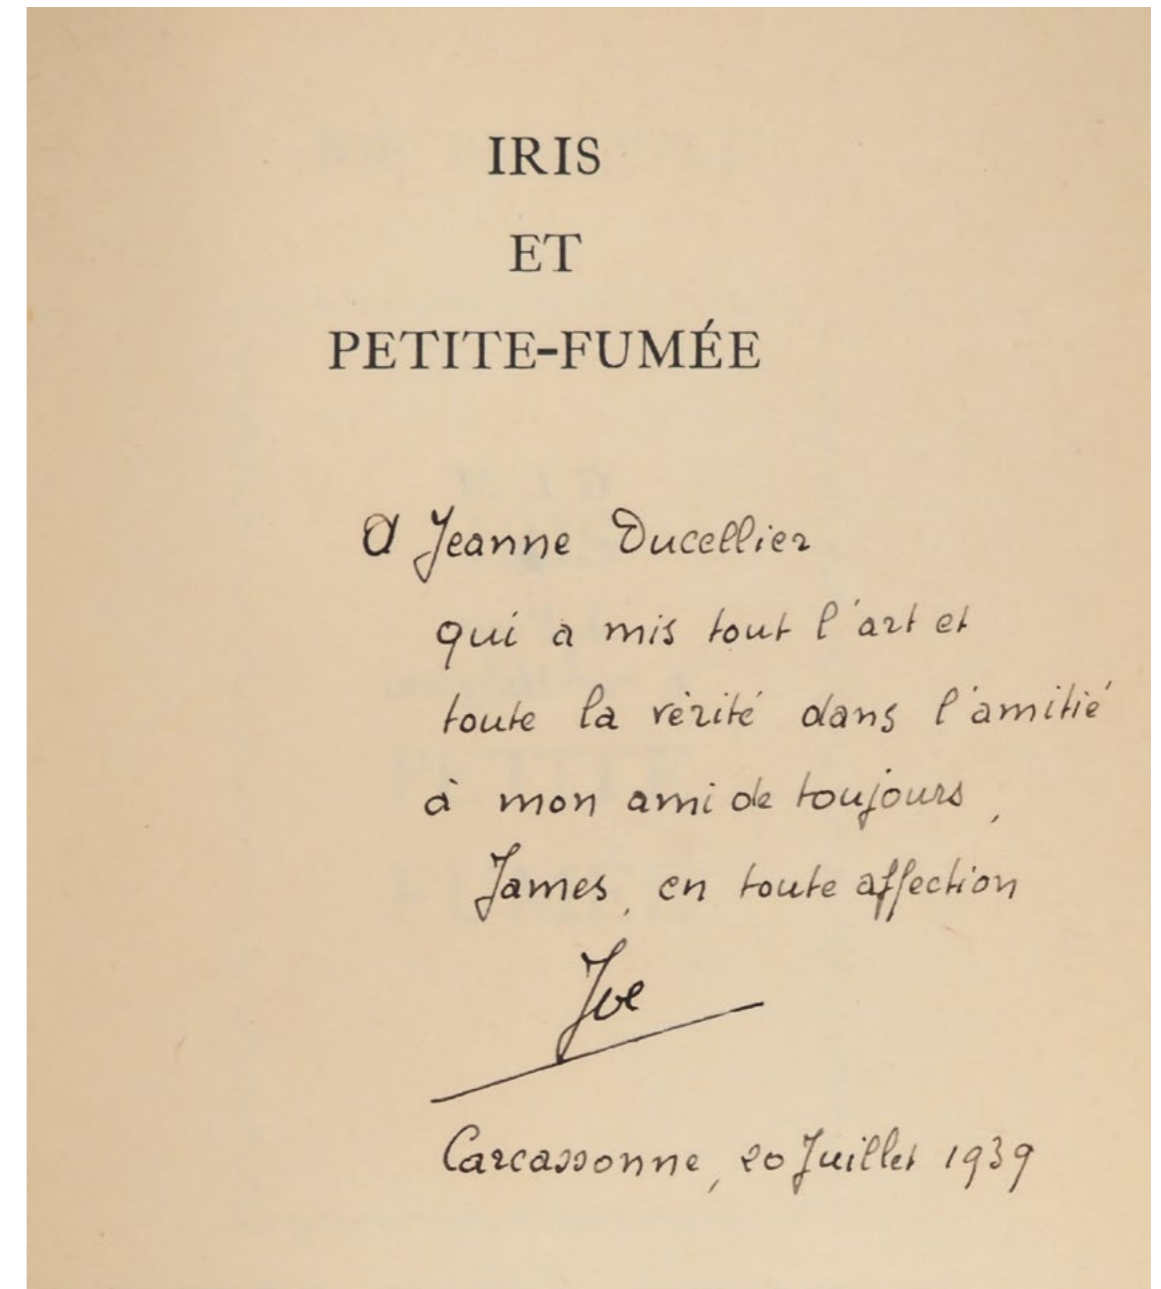 IRIS
ET
PETITE-FUMÉE
A Jeanne Ducellier
qui a mis tout l'art et
toute la vérité dans l'amitié
à mon ami de toujours,
James, en toute affection
Joe
Carcassonne, 20 Juillet 1939